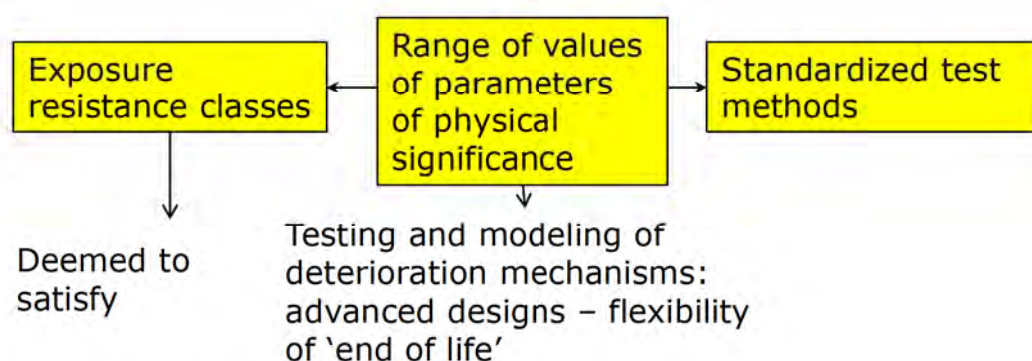 Exposure
resistance classes
Range of values
of parameters
of physical
significance
Standardized test
methods
Deemed to
satisfy
Testing and modeling of
deterioration mechanisms:
advanced designs – flexibility
of ‘end of life’